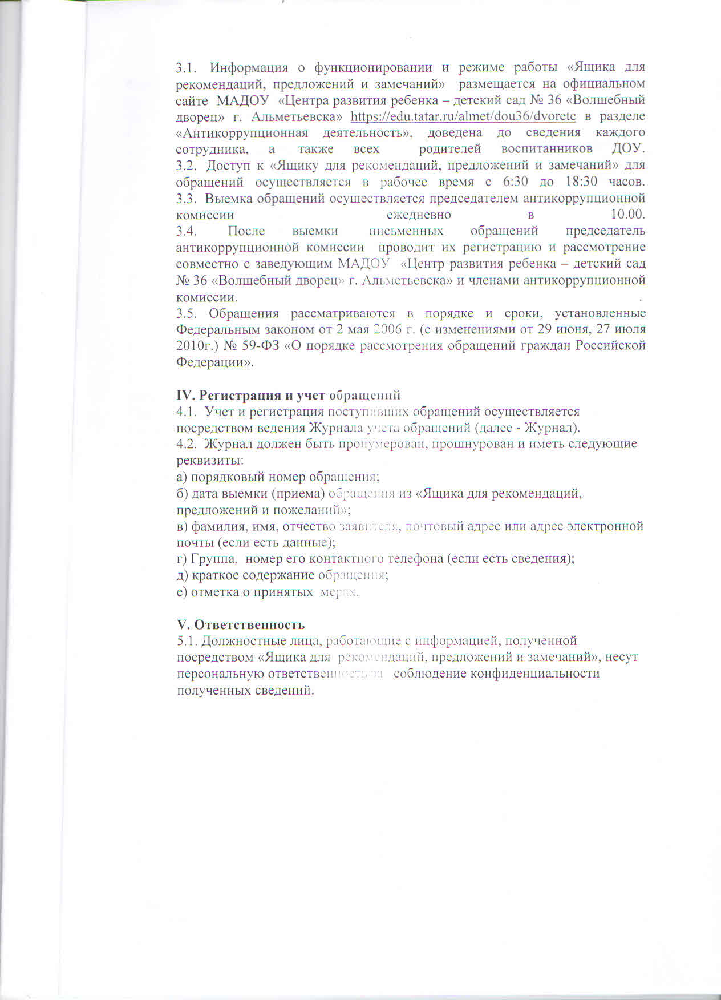 3.1. Информация о функционировании и режиме работы «Ящика для
рекомендаций, предложений и замечаний» размещается на официальном
сайте МАДОУ «Центра развития ребенка – детский сад № 36 «Волшебный
дворец» г. Альметьевска» https://edu.tatar.ru/almet/dou36/dvoretc в разделе
«Антикоррупционная деятельность», доведена до сведения каждого
сотрудника, а также всех родителей воспитанников ДОУ.
3.2. Доступ к «Ящику для рекомендаций, предложений и замечаний» для
обращений осуществляется в рабочее время с 6:30 до 18:30 часов.
3.3. Выемка обращений осуществляется председателем антикоррупционной
комиссии ежедневно в 10.00.
3.4. После выемки письменных обращений председатель
антикоррупционной комиссии проводит их регистрацию и рассмотрение
совместно с заведующим МАДОУ «Центр развития ребенка – детский сад
№ 36 «Волшебный дворец» г. Альметьевска» и членами антикоррупционной
комиссии. .
3.5. Обращения рассматриваются в порядке и сроки, установленные
Федеральным законом от 2 мая 2006 г. (с изменениями от 29 июня, 27 июля
2010г.) № 59-ФЗ «О порядке рассмотрения обращений граждан Российской
Федерации».
IV. Регистрация и учет обращений
4.1. Учет и регистрация поступивших обращений осуществляется
посредством ведения Журнала учета обращений (далее - Журнал).
4.2. Журнал должен быть пронумерован, прошнурован и иметь следующие
реквизиты:
а) порядковый номер обращения;
б) дата выемки (приема) обращения из «Ящика для рекомендаций,
предложений и пожеланий»;
в) фамилия, имя, отчество заявителя, почтовый адрес или адрес электронной
почты (если есть данные);
г) Группа, номер его контактного телефона (если есть сведения);
д) краткое содержание обращения;
е) отметка о принятых мерах.
V. Ответственность
5.1. Должностные лица, работающие с информацией, полученной
посредством «Ящика для рекомендаций, предложений и замечаний», несут
персональную ответственность за соблюдение конфиденциальности
полученных сведений.